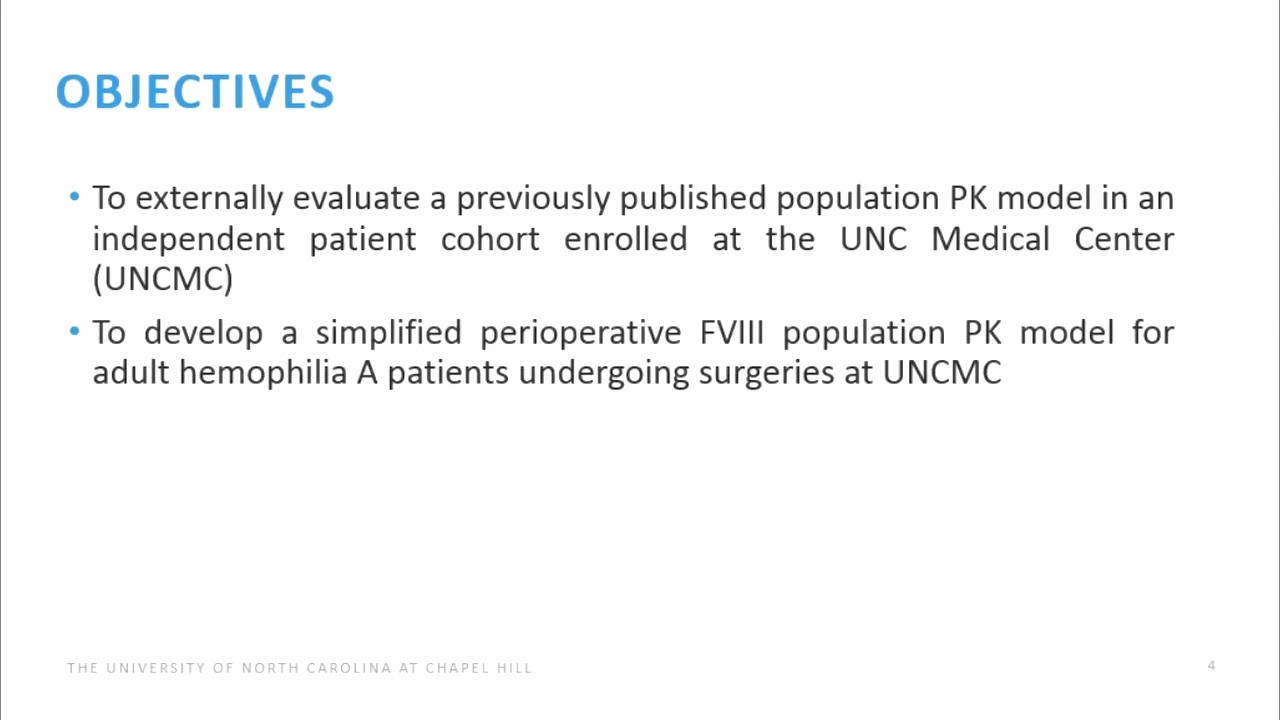 OBJECTIVES
• To externally evaluate a previously published population PK model in an
independent patient cohort enrolled at the UNC Medical Center
(UNCMC)
• To develop a simplified perioperative FVIII population PK model for
adult hemophilia A patients undergoing surgeries at UNCMC
THE UNIVERSITY OF NORTH CAROLINA AT CHAPEL HILL
4